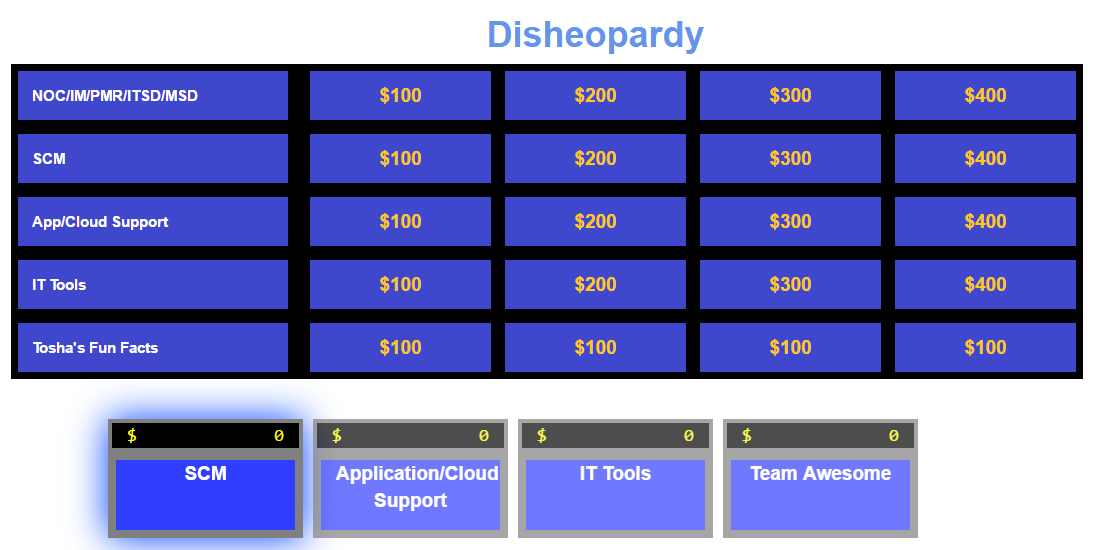 Disheopardy
NOC/IM/PMR/ITSD/MSD $100 $200 $300 $400
SCM $100 $200 $300 $400
App/Cloud Support $100 $200 $300 $400
IT Tools $100 $200 $300 $400
Tosha's Fun Facts $100 $100 $100 $100
$ 0 $ 0 $ 0 $ 0
SCM Application/Cloud IT Tools Team Awesome
Support